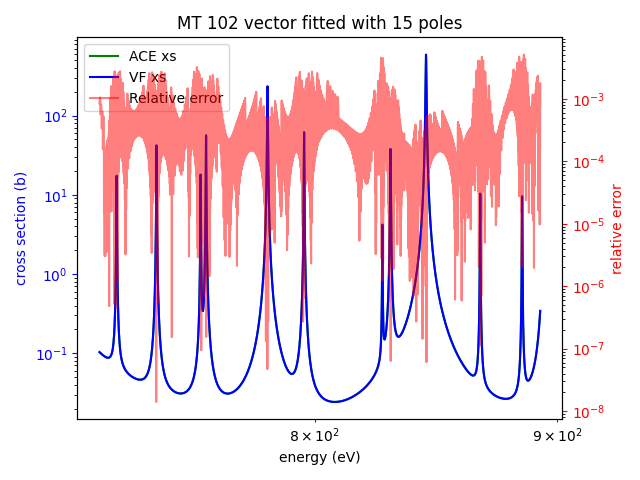 MT 102 vector fitted with 15 poles
ACE xs
VF xs
Relative error
cross section (b)
10²
10¹
10⁰
10⁻¹
10⁻³
10⁻⁴
10⁻⁵
10⁻⁶
10⁻⁷
10⁻⁸
relative error
8 × 10²
9 × 10²
energy (eV)